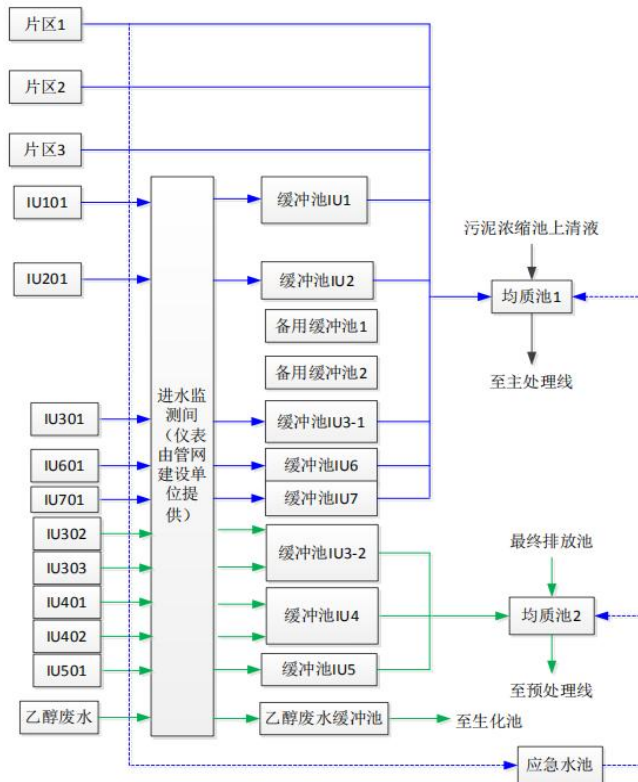 片区1
片区2
片区3
IU101
缓冲池IU1
污泥浓缩池上清液
IU201
缓冲池IU2
均质池1
备用缓冲池1
备用缓冲池2
至主处理线
进水监
测间
（仪表
由管网
建设单
位提
供）
IU301
缓冲池IU3-1
IU601
缓冲池IU6
IU701
缓冲池IU7
IU302
IU303
缓冲池IU3-2
最终排放池
IU401
IU402
缓冲池IU4
均质池2
IU501
缓冲池IU5
至预处理线
乙醇废水
乙醇废水缓冲池
至生化池
应急水池